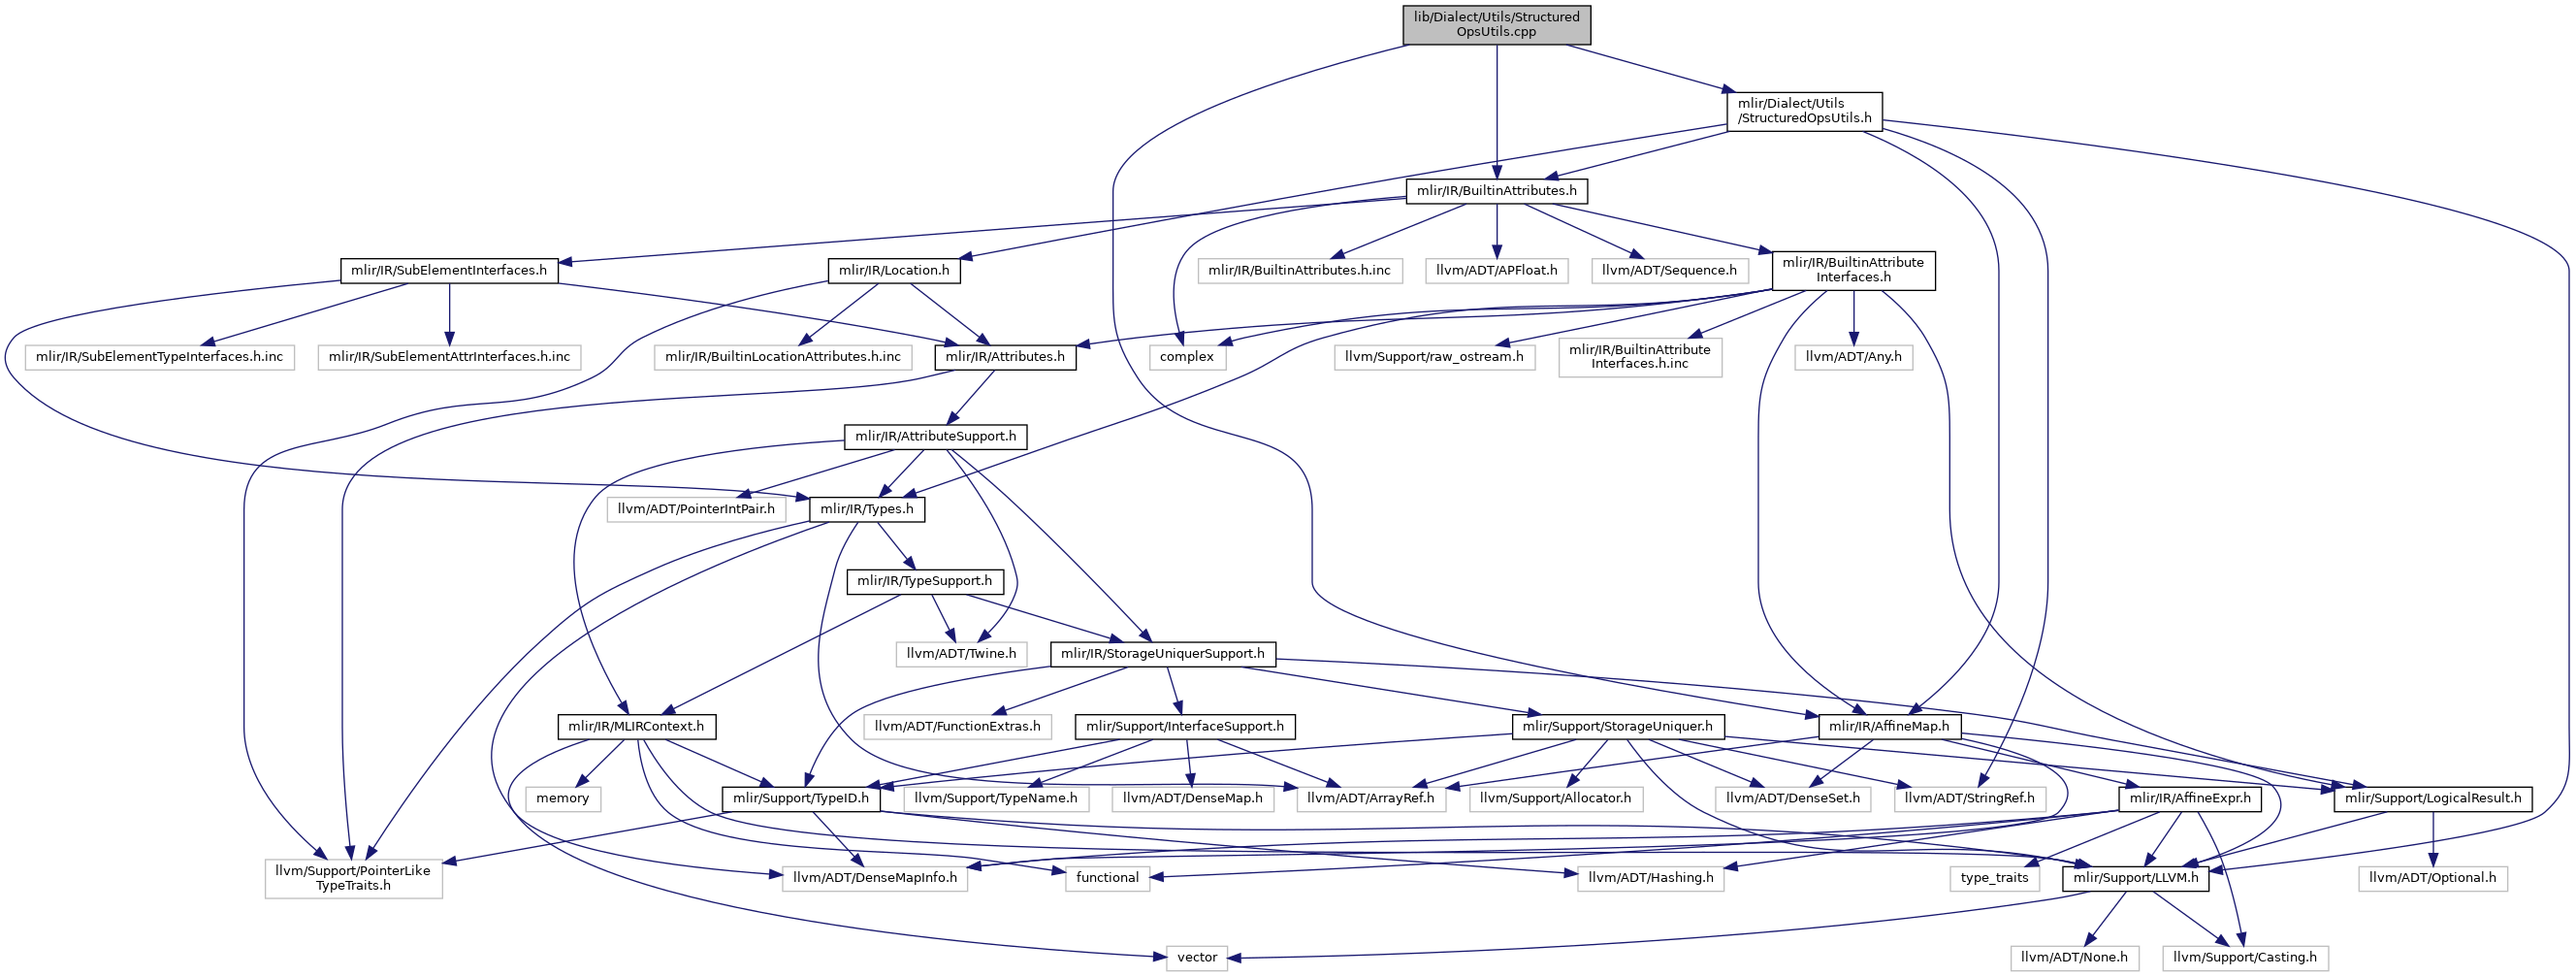 lib/Dialect/Utils/Structured
OpsUtils.cpp
mlir/Dialect/Utils
/StructuredOpsUtils.h
mlir/IR/BuiltinAttributes.h
mlir/IR/SubElementInterfaces.h
mlir/IR/Location.h
mlir/IR/BuiltinAttributes.h.inc
llvm/ADT/APFloat.h
llvm/ADT/Sequence.h
mlir/IR/BuiltinAttribute
Interfaces.h
mlir/IR/SubElementTypeInterfaces.h.inc
mlir/IR/SubElementAttrInterfaces.h.inc
mlir/IR/BuiltinLocationAttributes.h.inc
mlir/IR/Attributes.h
complex
llvm/Support/raw_ostream.h
mlir/IR/BuiltinAttribute
Interfaces.h.inc
llvm/ADT/Any.h
mlir/IR/AttributeSupport.h
llvm/ADT/PointerIntPair.h
mlir/IR/Types.h
mlir/IR/TypeSupport.h
llvm/ADT/Twine.h
mlir/IR/StorageUniquerSupport.h
mlir/IR/MLIRContext.h
llvm/ADT/FunctionExtras.h
mlir/Support/InterfaceSupport.h
mlir/Support/StorageUniquer.h
mlir/IR/AffineMap.h
memory
mlir/Support/TypeID.h
llvm/Support/TypeName.h
llvm/ADT/DenseMap.h
llvm/ADT/ArrayRef.h
llvm/Support/Allocator.h
llvm/ADT/DenseSet.h
llvm/ADT/StringRef.h
mlir/IR/AffineExpr.h
mlir/Support/LogicalResult.h
llvm/Support/PointerLike
TypeTraits.h
llvm/ADT/DenseMapInfo.h
functional
llvm/ADT/Hashing.h
type_traits
mlir/Support/LLVM.h
llvm/ADT/Optional.h
vector
llvm/ADT/None.h
llvm/Support/Casting.h